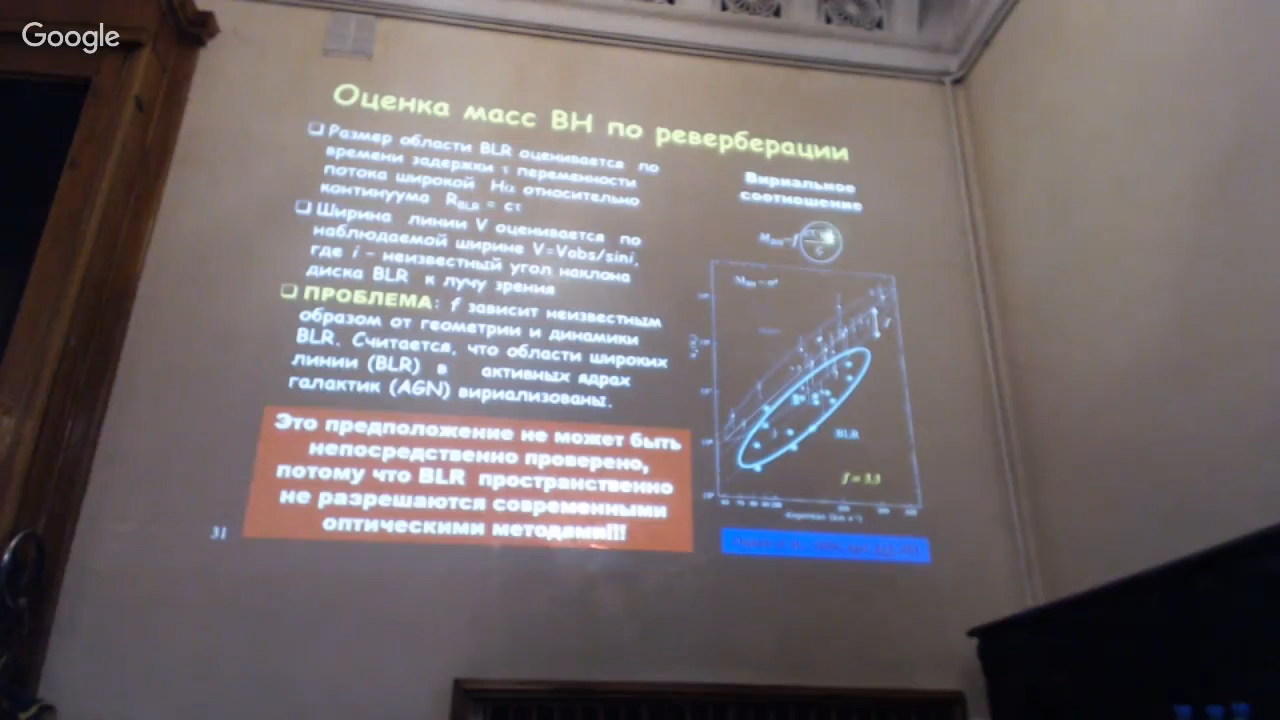 Google
Оценка масс ВН по реверберации
❑ Размер области BLR оценивается по
времени задержки τ переменности
потока широкой Hα относительно
континуума R_BLR = cτ
❑ Ширина линии V оценивается по
наблюдаемой ширине V=Vabs/sini,
где i – неизвестный угол наклона
диска BLR к лучу зрения
❑ ПРОБЛЕМА: f зависит неизвестным
образом от геометрии и динамики
BLR. Считается, что области широких
линии (BLR) в активных ядрах
галактик (AGN) вириализованы.
Это предположение не может быть
непосредственно проверено,
потому что BLR пространственно
не разрешаются современными
оптическими методами!!!
31
Вириальное
соотношение
BLR
f = 5.5